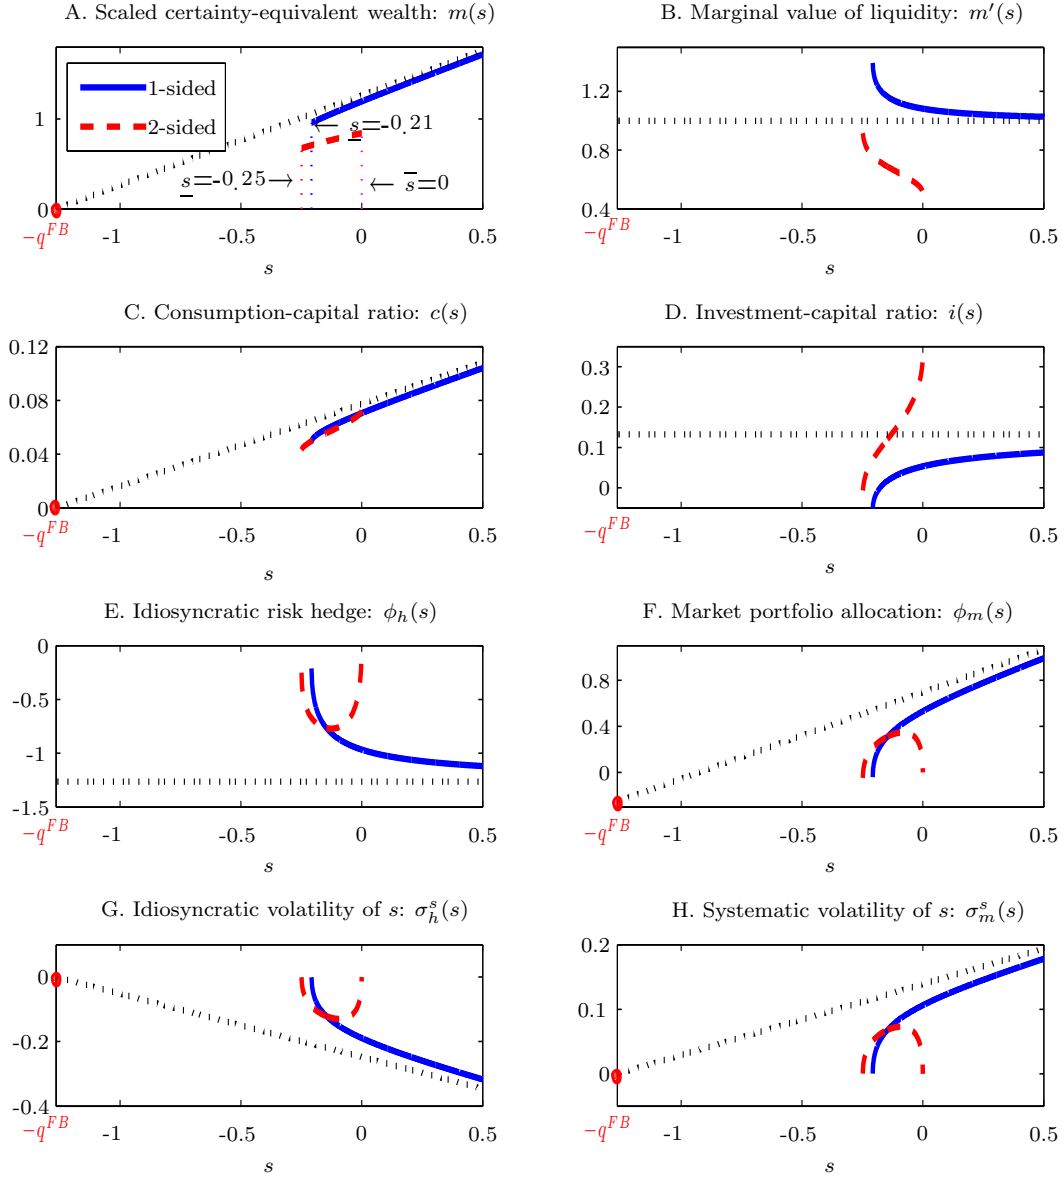 A. Scaled certainty-equivalent wealth: m(s)
1
0
1-sided
2-sided
s=-0.21
s=-0.25→
← s̅=0
−q^{FB}
-1
-0.5
0
0.5
s
B. Marginal value of liquidity: m′(s)
1.2
0.8
0.4
−q^{FB}
-1
-0.5
0
0.5
s
C. Consumption-capital ratio: c(s)
0.12
0.08
0.04
0
−q^{FB}
-1
-0.5
0
0.5
s
D. Investment-capital ratio: i(s)
0.3
0.2
0.1
0
−q^{FB}
-1
-0.5
0
0.5
s
E. Idiosyncratic risk hedge: ϕ_h(s)
0
-0.5
-1
-1.5
−q^{FB}
-1
-0.5
0
0.5
s
F. Market portfolio allocation: ϕ_m(s)
0.8
0.4
0
−q^{FB}
-1
-0.5
0
0.5
s
G. Idiosyncratic volatility of s: σ_h^s(s)
0
-0.2
-0.4
−q^{FB}
-1
-0.5
0
0.5
s
H. Systematic volatility of s: σ_m^s(s)
0.2
0.1
0
−q^{FB}
-1
-0.5
0
0.5
s